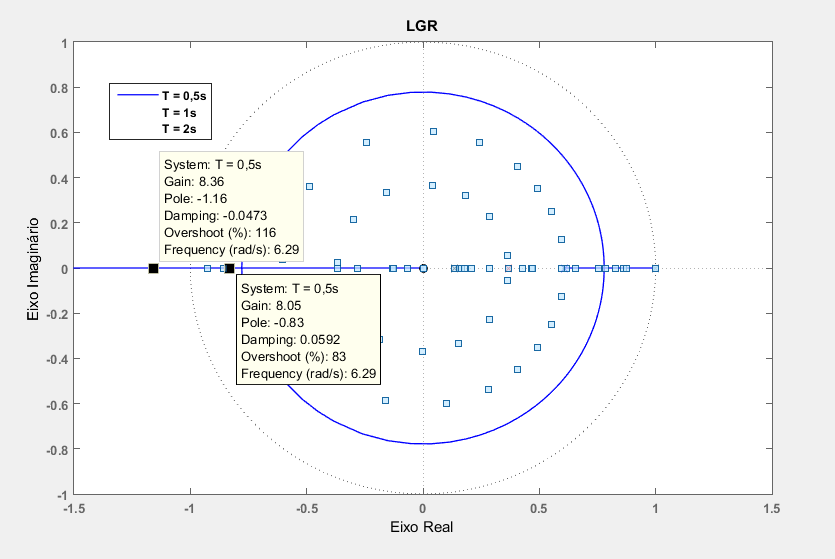 LGR
1
0.8
0.6
0.4
0.2
0
-0.2
-0.4
-0.6
-0.8
-1
Eixo Imaginário
T = 0,5s
T = 1s
T = 2s
System: T = 0,5s
Gain: 8.36
Pole: -1.16
Damping: -0.0473
Overshoot (%): 116
Frequency (rad/s): 6.29
System: T = 0,5s
Gain: 8.05
Pole: -0.83
Damping: 0.0592
Overshoot (%): 83
Frequency (rad/s): 6.29
-1.5 -1 -0.5 0 0.5 1 1.5
Eixo Real